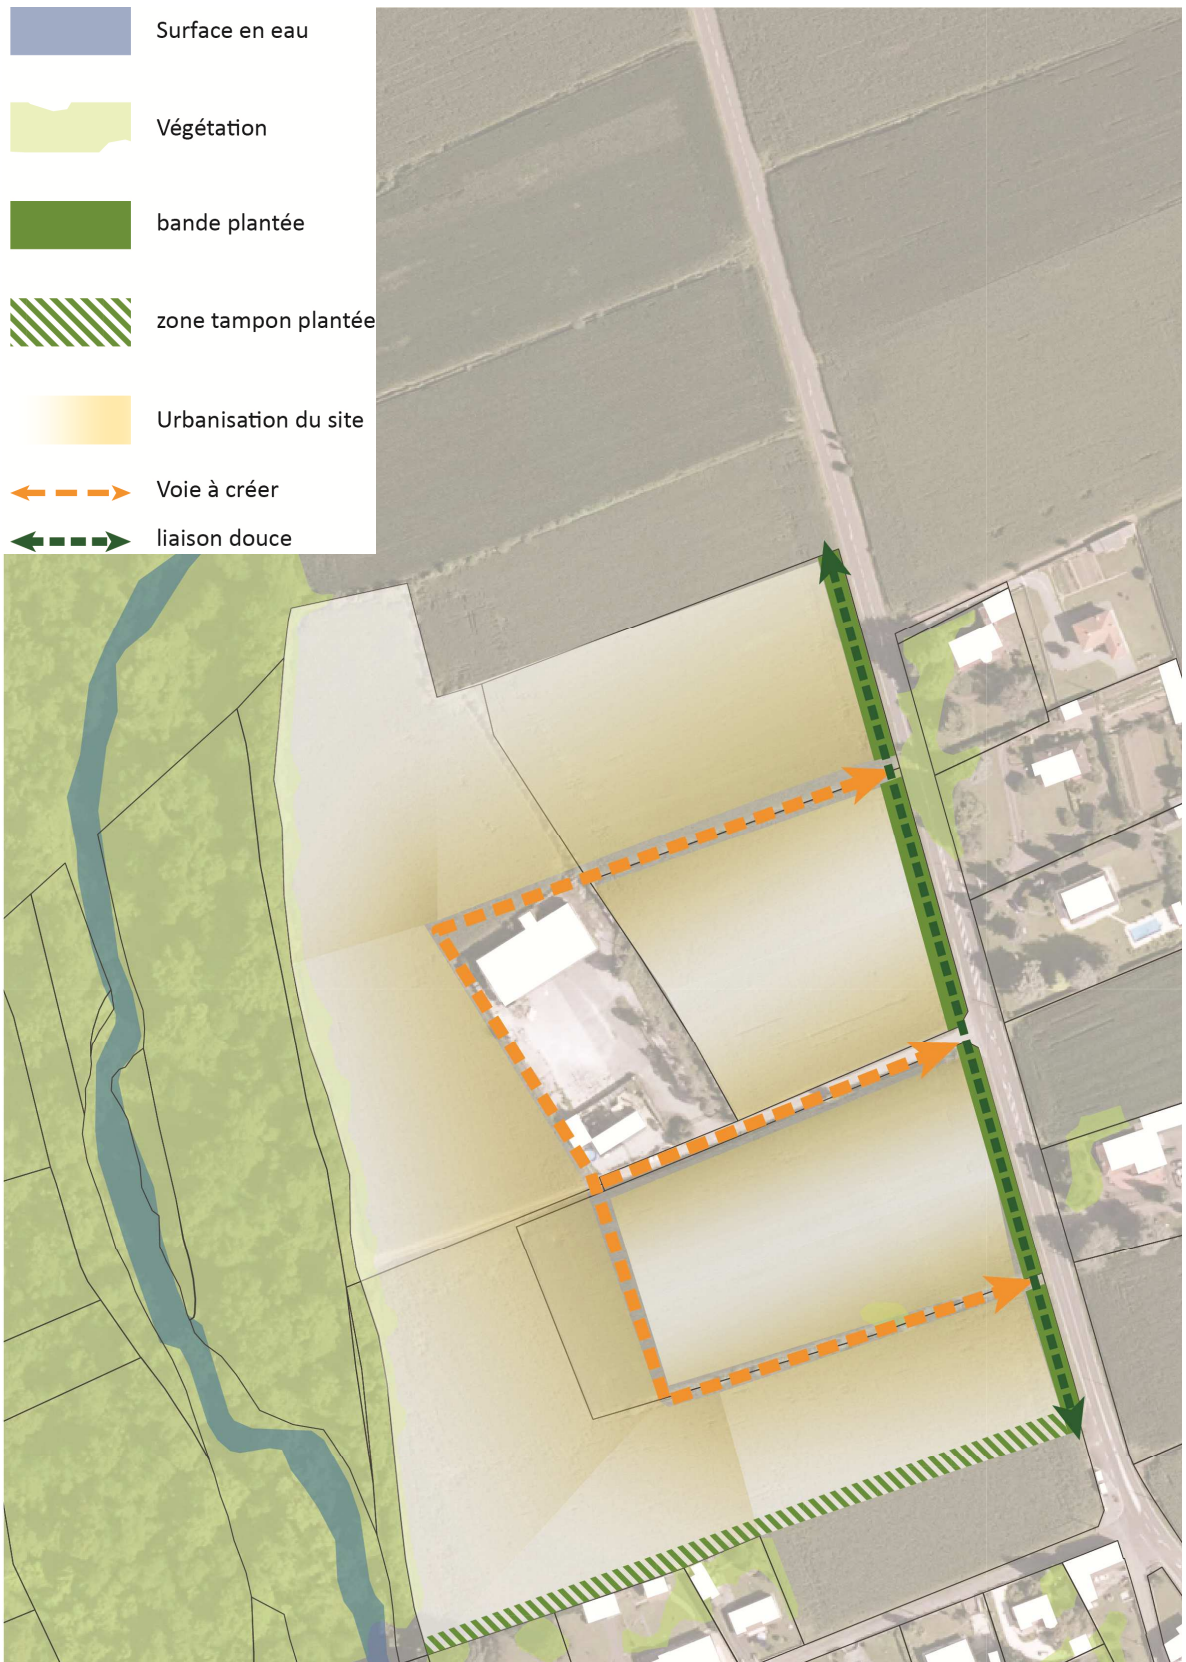 Surface en eau
Végétation
bande plantée
zone tampon plantée
Urbanisation du site
Voie à créer
liaison douce